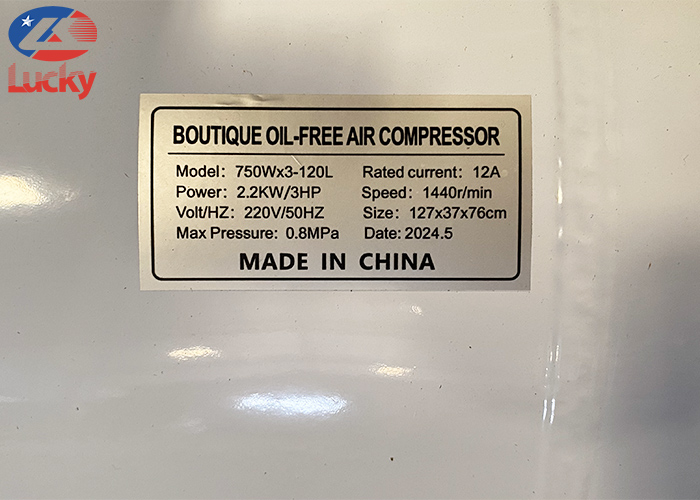 Lucky
BOUTIQUE OIL-FREE AIR COMPRESSOR
Model: 750Wx3-120L Rated current: 12A
Power: 2.2KW/3HP Speed: 1440r/min
Volt/HZ: 220V/50HZ Size: 127x37x76cm
Max Pressure: 0.8MPa Date: 2024.5
MADE IN CHINA